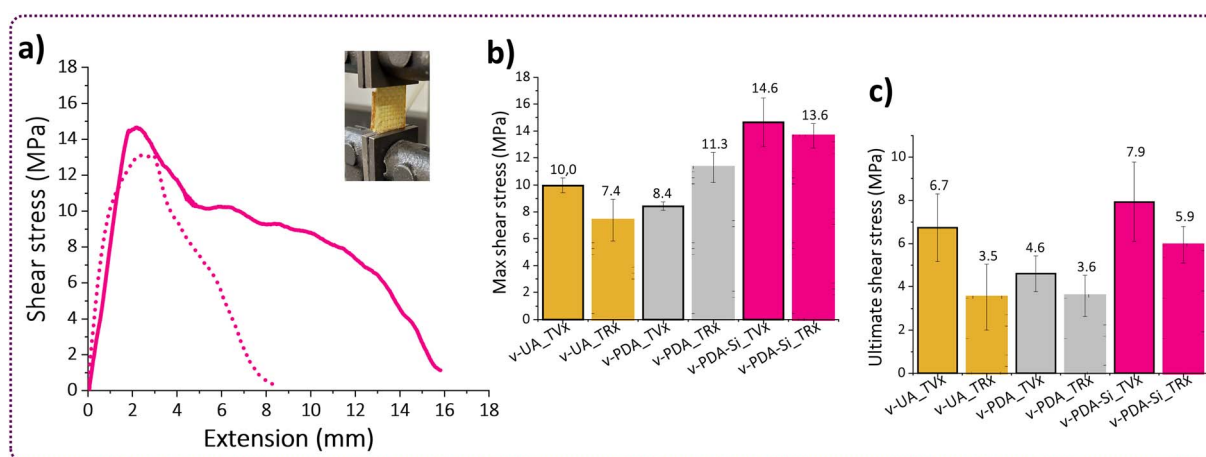 a)
Shear stress (MPa)
18
16
14
12
10
8
6
4
2
0
0 2 4 6 8 10 12 14 16 18
Extension (mm)
b)
Max shear stress (MPa)
18
16
14
12
10
8
6
4
2
0
10,0
7.4
8.4
11.3
14.6
13.6
v-UA_TVx
v-UA_TRx
v-PDA_TVx
v-PDA_TRx
v-PDA-Si_TVx
v-PDA-Si_TRx
c)
Ultimate shear stress (MPa)
10
8
6
4
2
0
6.7
3.5
4.6
3.6
7.9
5.9
v-UA_TVx
v-UA_TRx
v-PDA_TVx
v-PDA_TRx
v-PDA-Si_TVx
v-PDA-Si_TRx